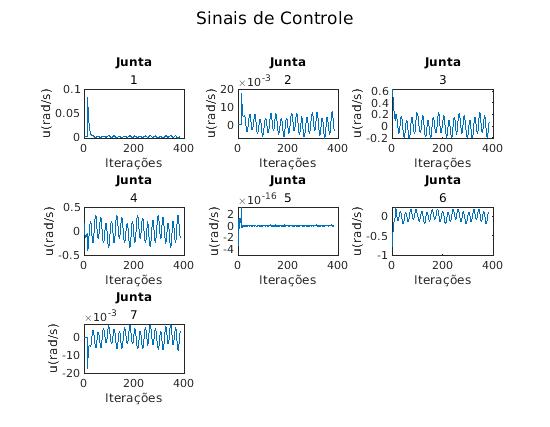 Sinais de Controle
Junta
1
u(rad/s)
0.1
0.05
0
0 200 400
Iterações
Junta
×10-3 2
u(rad/s)
20
10
0
0 200 400
Iterações
Junta
3
u(rad/s)
0.6
0.4
0.2
0
-0.2
0 200 400
Iterações
Junta
4
u(rad/s)
0.5
0
-0.5
0 200 400
Iterações
Junta
×10-16 5
u(rad/s)
2
0
-2
-4
0 200 400
Iterações
Junta
6
u(rad/s)
0
-0.5
-1
0 200 400
Iterações
Junta
×10-3 7
u(rad/s)
0
-10
-20
0 200 400
Iterações